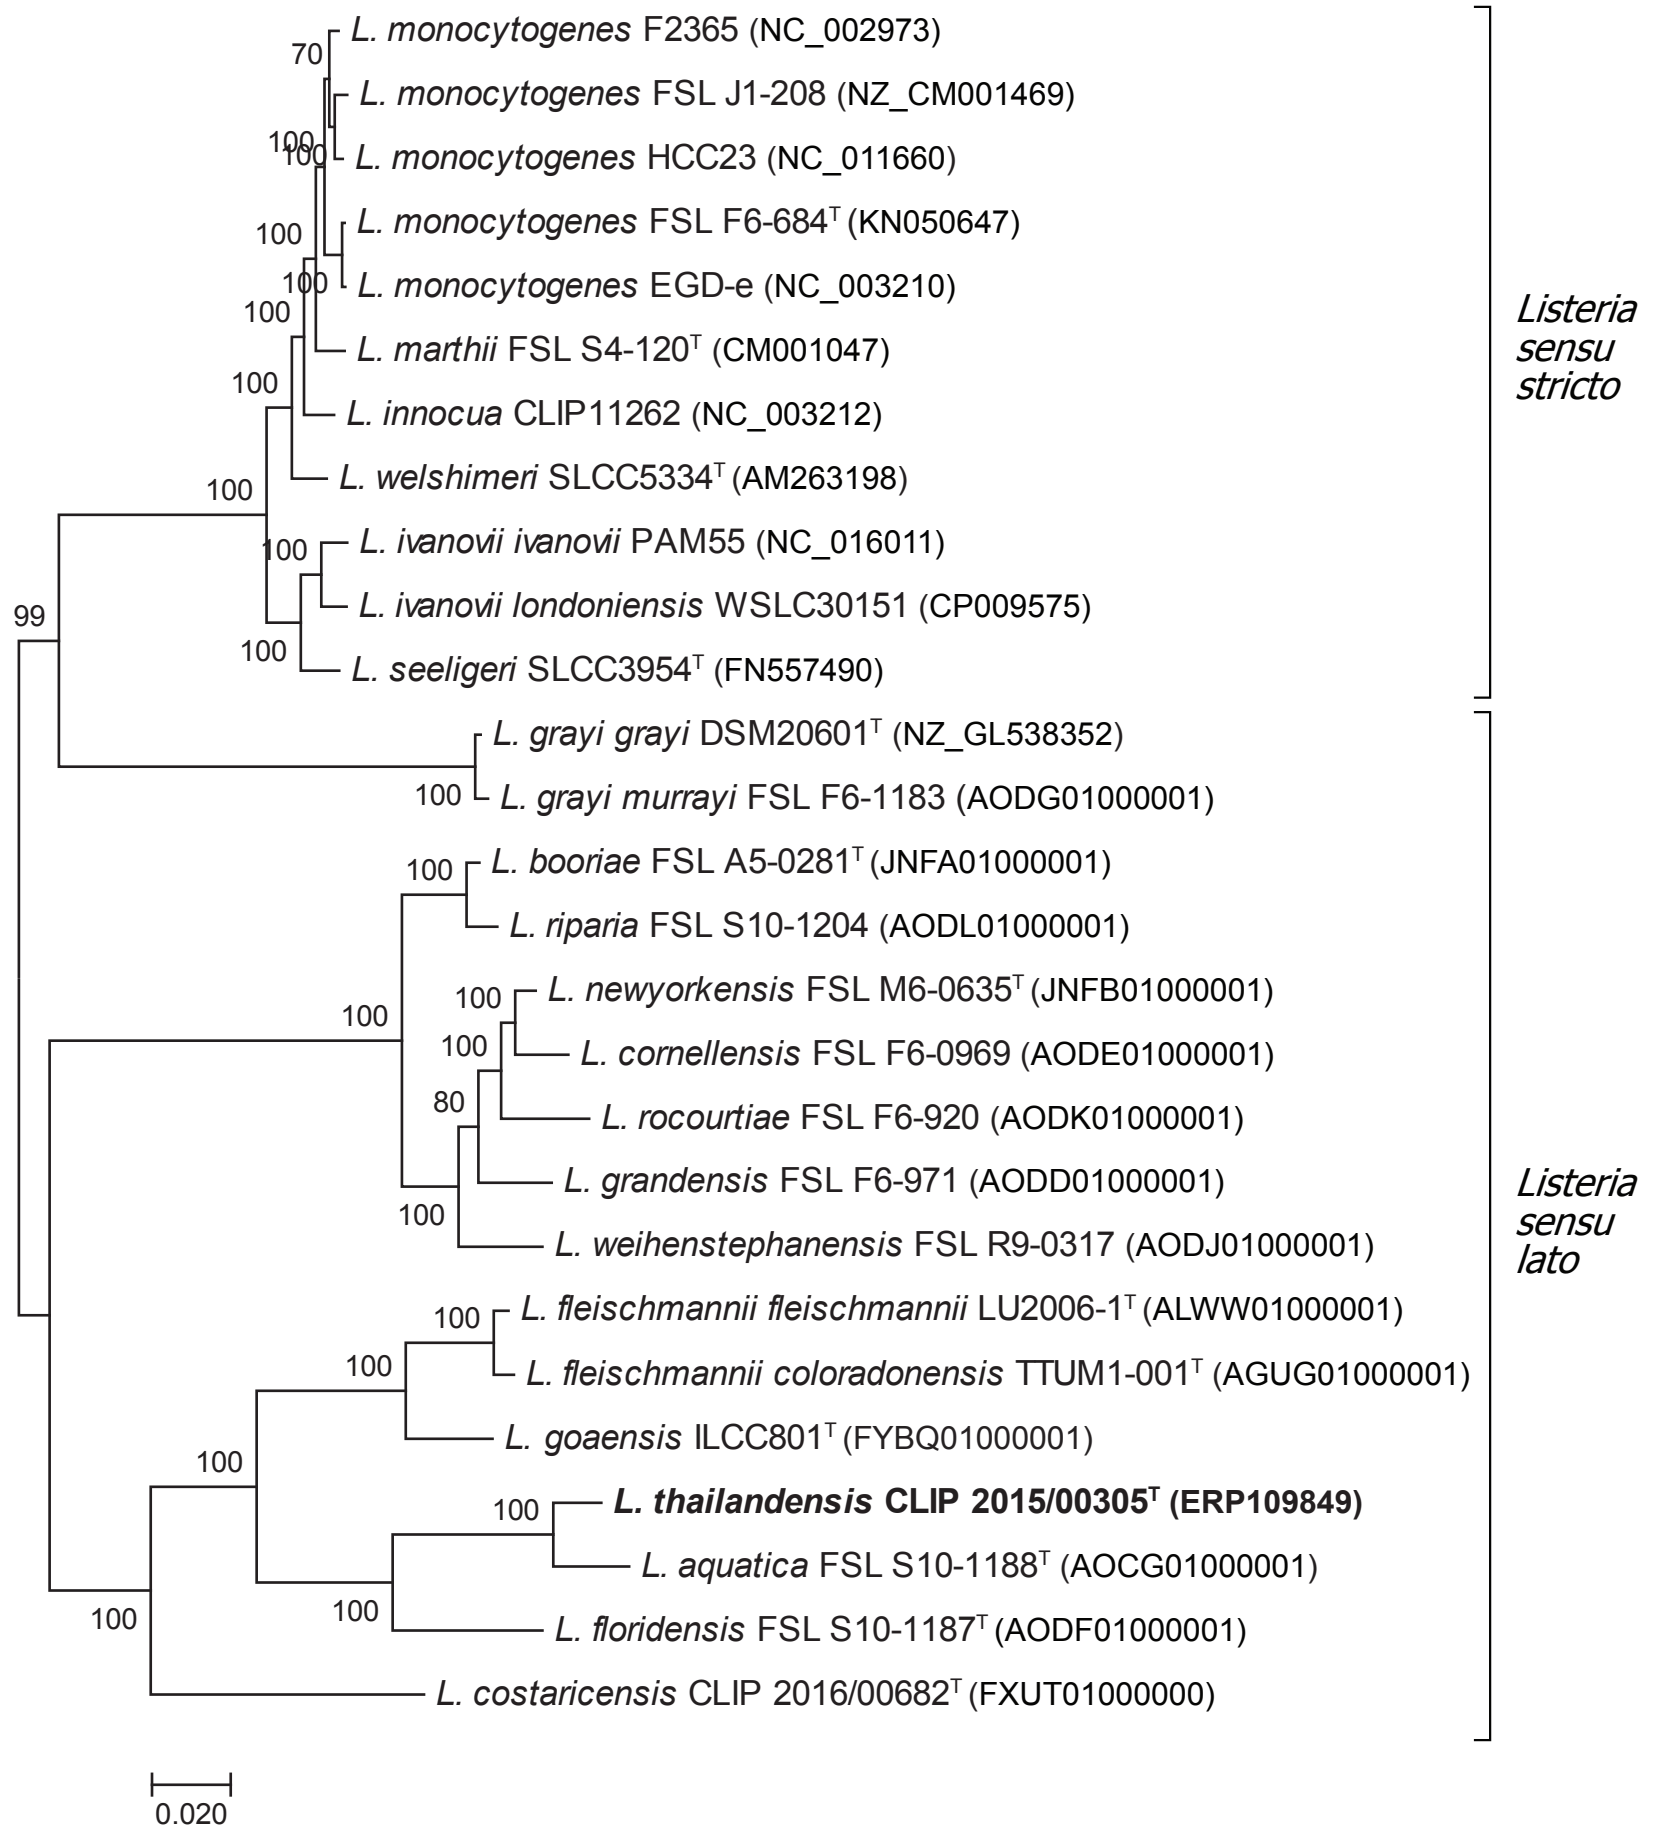 L. monocytogenes F2365 (NC_002973)
70
L. monocytogenes FSL J1-208 (NZ_CM001469)
100
100
L. monocytogenes HCC23 (NC_011660)
L. monocytogenes FSL F6-684ᵀ (KN050647)
100
100
L. monocytogenes EGD-e (NC_003210)
100
Listeria
sensu
stricto
L. marthii FSL S4-120ᵀ (CM001047)
100
L. innocua CLIP11262 (NC_003212)
L. welshimeri SLCC5334ᵀ (AM263198)
100
L. ivanovii ivanovii PAM55 (NC_016011)
100
L. ivanovii londoniensis WSLC30151 (CP009575)
99
100
L. seeligeri SLCC3954ᵀ (FN557490)
L. grayi grayi DSM20601ᵀ (NZ_GL538352)
100
L. grayi murrayi FSL F6-1183 (AODG01000001)
100
L. booriae FSL A5-0281ᵀ (JNFA01000001)
L. riparia FSL S10-1204 (AODL01000001)
100
L. newyorkensis FSL M6-0635ᵀ (JNFB01000001)
100
100
L. cornellensis FSL F6-0969 (AODE01000001)
80
L. rocourtiae FSL F6-920 (AODK01000001)
L. grandensis FSL F6-971 (AODD01000001)
Listeria
sensu
lato
100
L. weihenstephanensis FSL R9-0317 (AODJ01000001)
100
L. fleischmannii fleischmannii LU2006-1ᵀ (ALWW01000001)
100
L. fleischmannii coloradonensis TTUM1-001ᵀ (AGUG01000001)
L. goaensis ILCC801ᵀ (FYBQ01000001)
100
100
L. thailandensis CLIP 2015/00305ᵀ (ERP109849)
L. aquatica FSL S10-1188ᵀ (AOCG01000001)
100
100
L. floridensis FSL S10-1187ᵀ (AODF01000001)
L. costaricensis CLIP 2016/00682ᵀ (FXUT01000000)
0.020